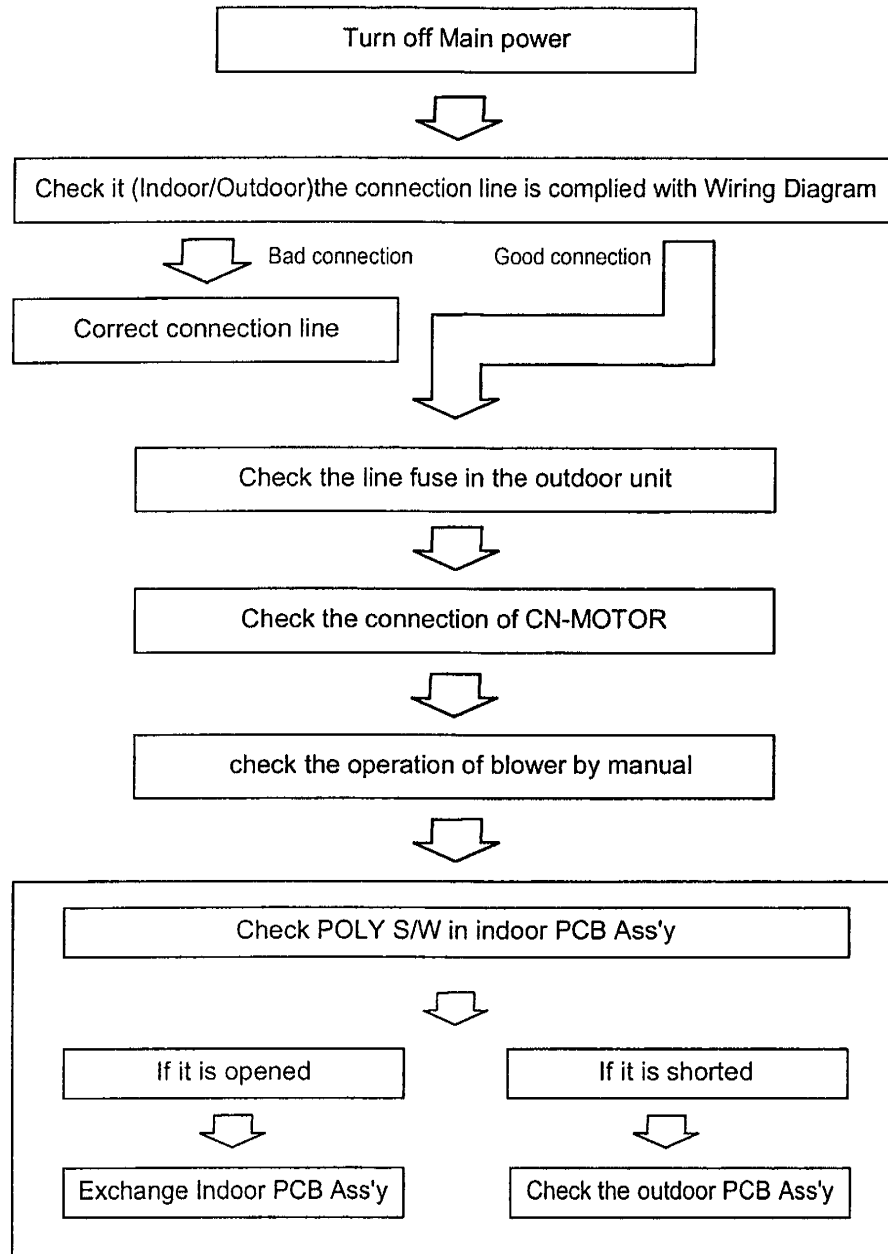 Turn off Main power
Check it (Indoor/Outdoor)the connection line is complied with Wiring Diagram
Bad connection
Good connection
Correct connection line
Check the line fuse in the outdoor unit
Check the connection of CN-MOTOR
check the operation of blower by manual
Check POLY S/W in indoor PCB Ass'y
If it is opened
If it is shorted
Exchange Indoor PCB Ass'y
Check the outdoor PCB Ass'y